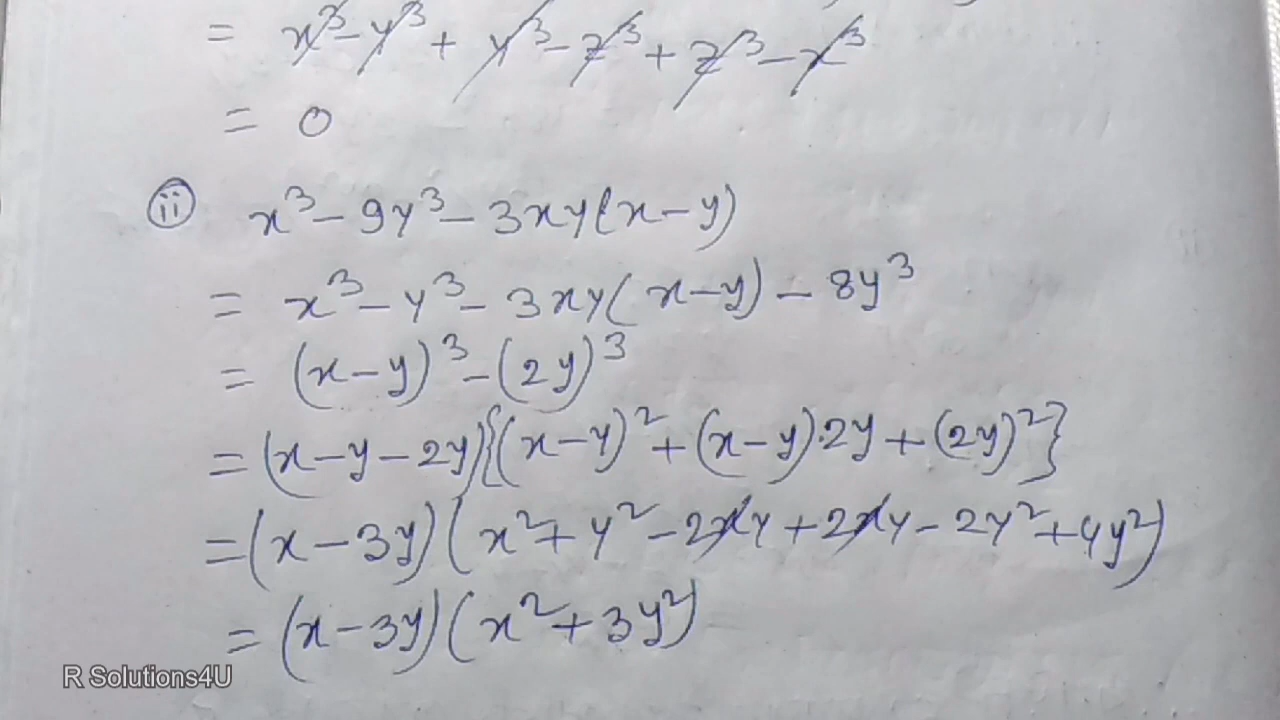 = x³ - y³ + y³ - z³ + z³ - x³
= 0
(ii) x³ - 9y³ - 3xy(x-y)
= x³ - y³ - 3xy(x-y) - 8y³
= (x-y)³ - (2y)³
= (x-y-2y){(x-y)² + (x-y)·2y + (2y)²}
= (x-3y)(x² + y² - 2xy + 2xy - 2y² + 4y²)
= (x-3y)(x² + 3y²)
R Solutions4U